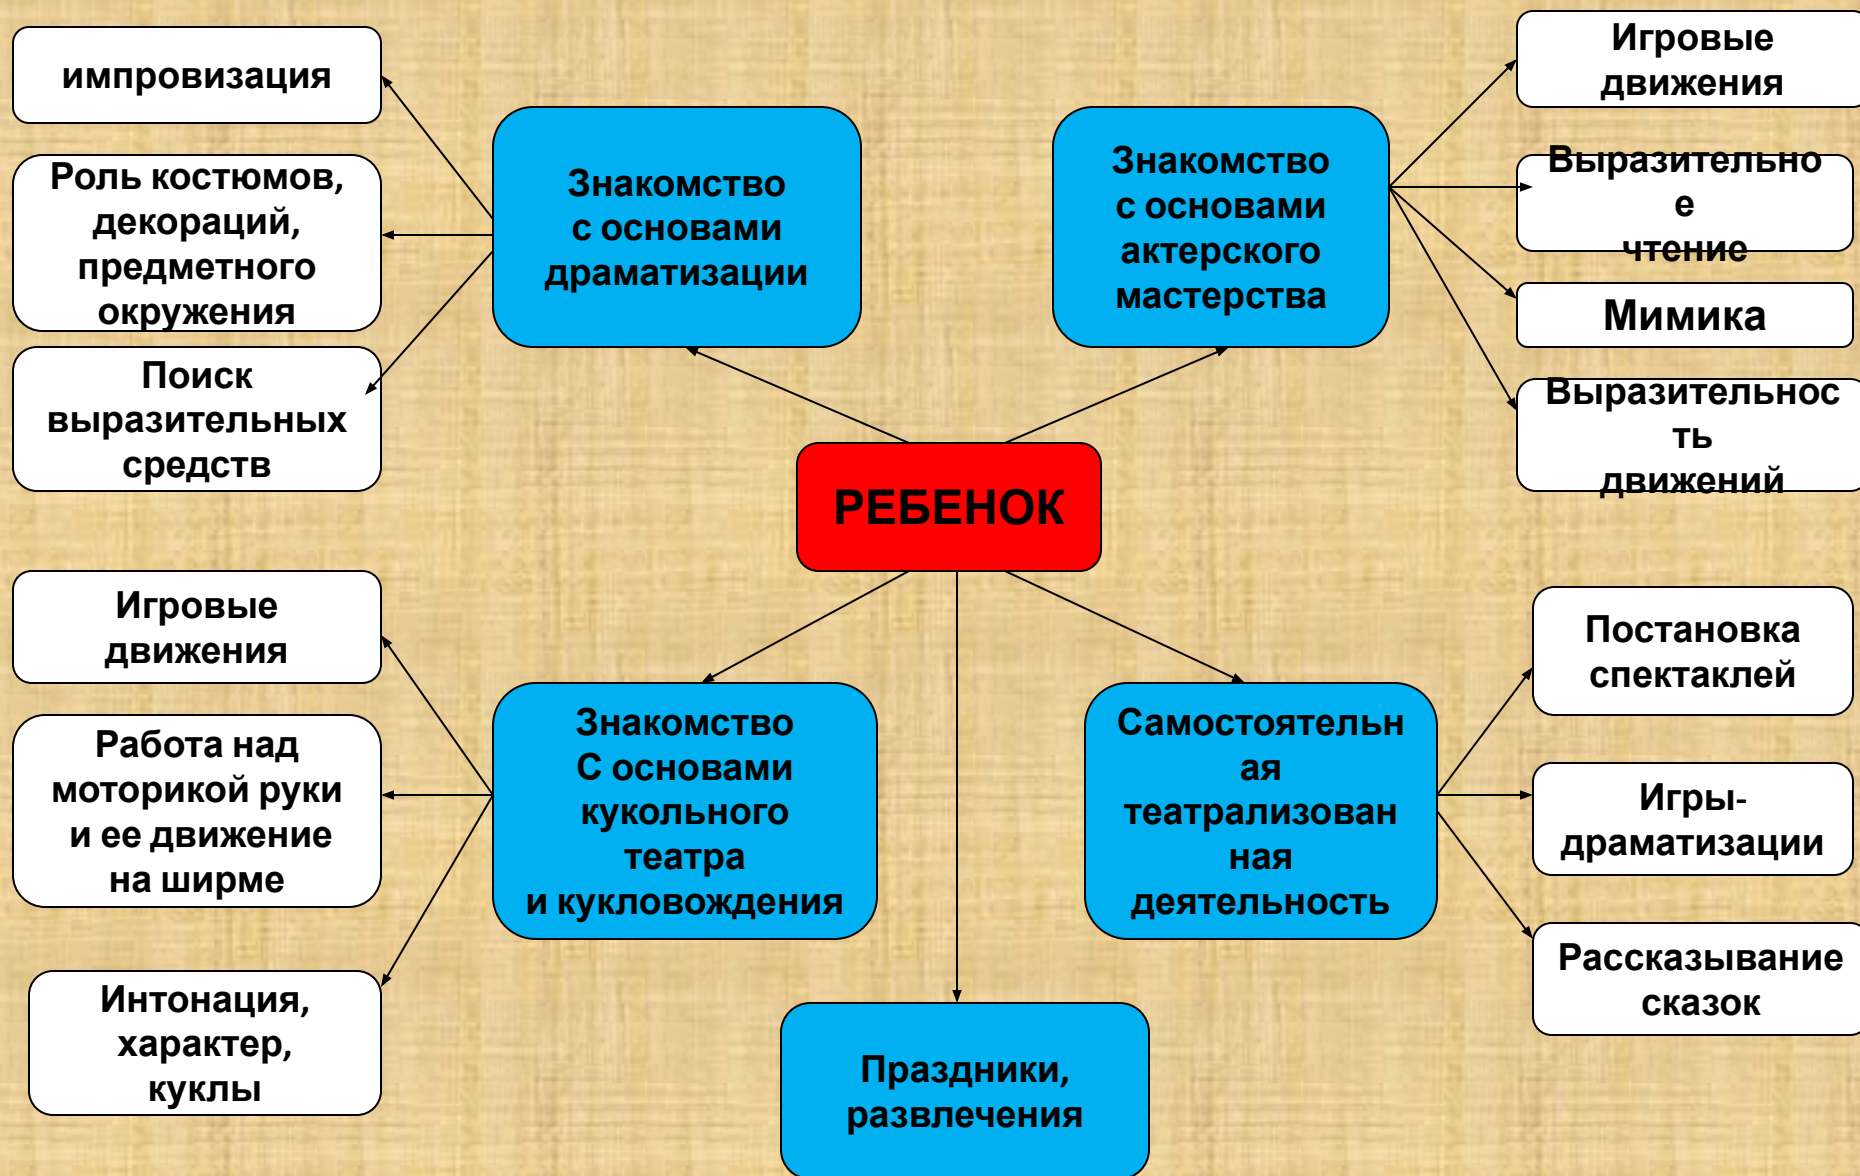 импровизация
Роль костюмов,
декораций,
предметного
окружения
Поиск
выразительных
средств
Знакомство
с основами
драматизации
Знакомство
с основами
актерского
мастерства
Игровые
движения
Выразительно
е
чтение
Мимика
Выразительнос
ть
движений
РЕБЕНОК
Игровые
движения
Работа над
моторикой руки
и ее движение
на ширме
Интонация,
характер,
куклы
Знакомство
С основами
кукольного
театра
и кукловождения
Самостоятельн
ая
театрализован
ная
деятельность
Постановка
спектаклей
Игры-
драматизации
Рассказывание
сказок
Праздники,
развлечения